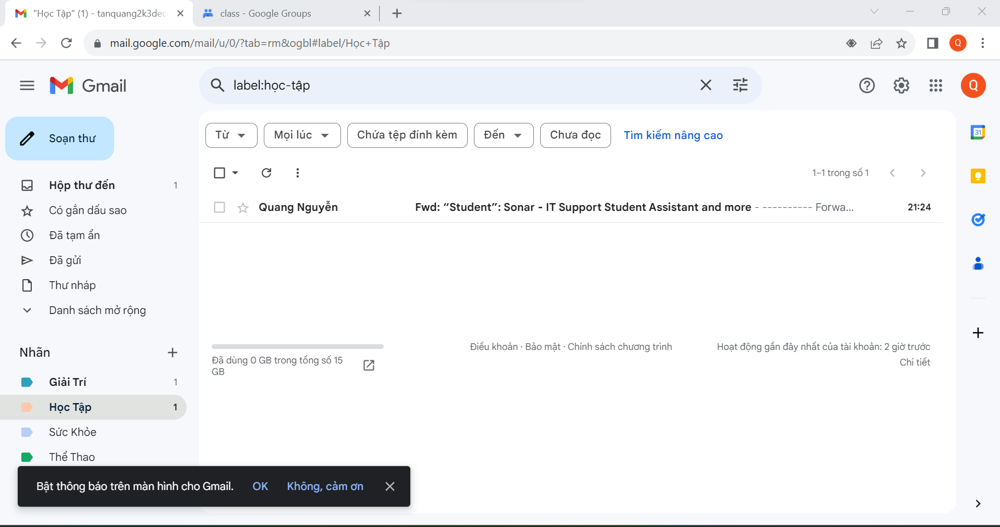 "Học Tập" (1) - tanquang2k3dec
class - Google Groups
mail.google.com/mail/u/0/?tab=rm&ogbl#label/Học+Tập
Q
Gmail
label:học-tập
Q
Soạn thư
Từ
Mọi lúc
Chứa tệp đính kèm
Đến
Chưa đọc
Tìm kiếm nâng cao
31
1–1 trong số 1
Hộp thư đến 1
Có gắn dấu sao
Đã tạm ẩn
Đã gửi
Thư nháp
Danh sách mở rộng
Quang Nguyễn Fwd: “Student”: Sonar - IT Support Student Assistant and more - ---------- Forwa... 21:24
Nhãn
Giải Trí 1
Học Tập 1
Sức Khỏe
Thể Thao
Đã dùng 0 GB trong tổng số 15
GB
Điều khoản · Bảo mật · Chính sách chương trình
Hoạt động gần đây nhất của tài khoản: 2 giờ trước
Chi tiết
Bật thông báo trên màn hình cho Gmail. OK Không, cảm ơn